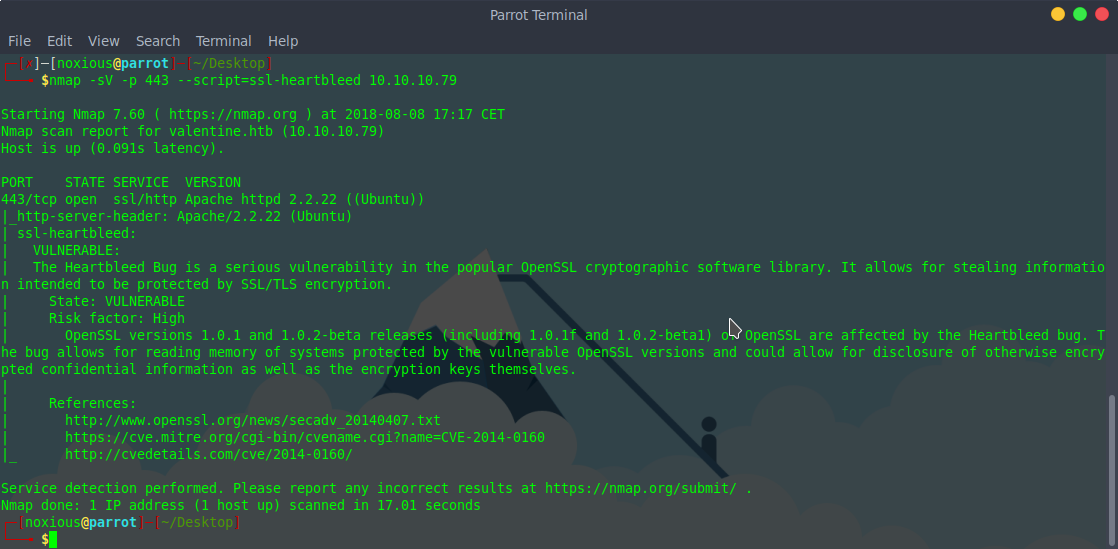 Parrot Terminal
File Edit View Search Terminal Help
[x]─[noxious@parrot]─[~/Desktop]
$nmap -sV -p 443 --script=ssl-heartbleed 10.10.10.79
Starting Nmap 7.60 ( https://nmap.org ) at 2018-08-08 17:17 CET
Nmap scan report for valentine.htb (10.10.10.79)
Host is up (0.091s latency).
PORT STATE SERVICE VERSION
443/tcp open ssl/http Apache httpd 2.2.22 ((Ubuntu))
|_http-server-header: Apache/2.2.22 (Ubuntu)
| ssl-heartbleed:
| VULNERABLE:
| The Heartbleed Bug is a serious vulnerability in the popular OpenSSL cryptographic software library. It allows for stealing informatio
n intended to be protected by SSL/TLS encryption.
| State: VULNERABLE
| Risk factor: High
| OpenSSL versions 1.0.1 and 1.0.2-beta releases (including 1.0.1f and 1.0.2-beta1) of OpenSSL are affected by the Heartbleed bug. T
he bug allows for reading memory of systems protected by the vulnerable OpenSSL versions and could allow for disclosure of otherwise encry
pted confidential information as well as the encryption keys themselves.
|
| References:
| http://www.openssl.org/news/secadv_20140407.txt
| https://cve.mitre.org/cgi-bin/cvename.cgi?name=CVE-2014-0160
|_ http://cvedetails.com/cve/2014-0160/
Service detection performed. Please report any incorrect results at https://nmap.org/submit/ .
Nmap done: 1 IP address (1 host up) scanned in 17.01 seconds
─[noxious@parrot]─[~/Desktop]
$